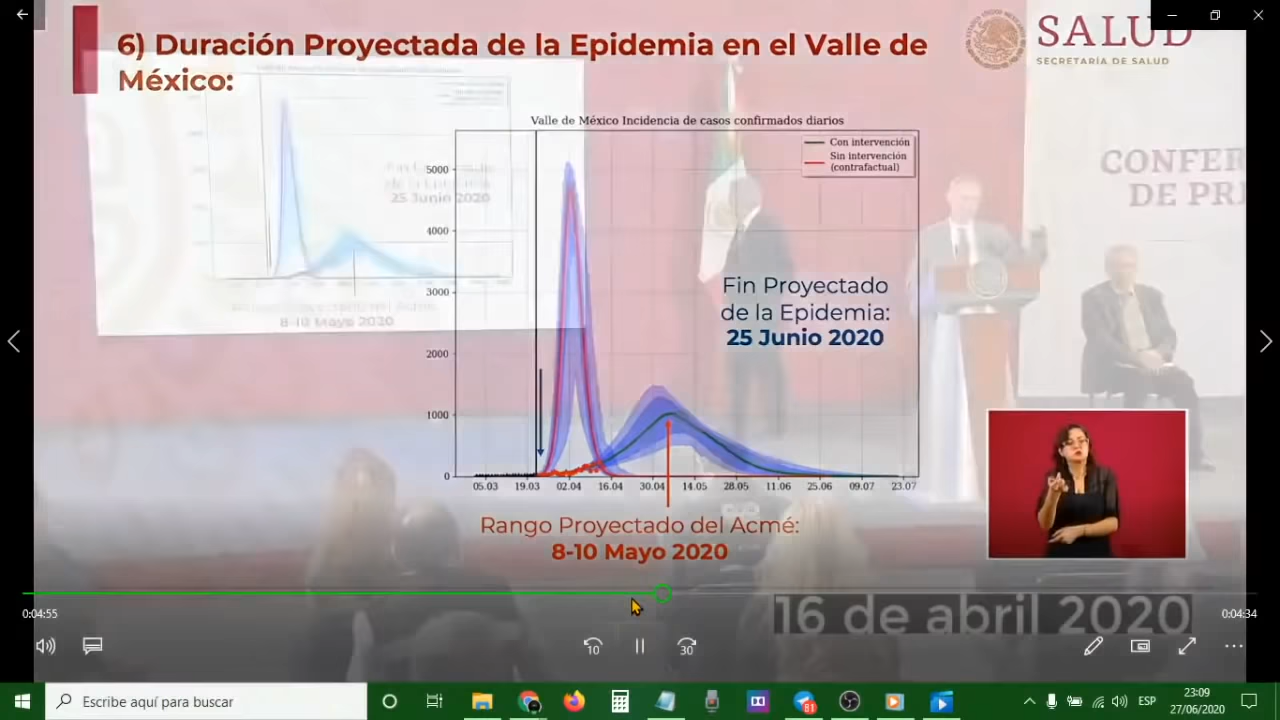 6) Duración Proyectada de la Epidemia en el Valle de
México:
SALUD
SECRETARÍA DE SALUD
Valle de México Incidencia de casos confirmados diarios
Con intervención
Sin intervención
(contrafactual)
5000
4000
3000
2000
1000
0
05.03 19.03 02.04 16.04 30.04 14.05 28.05 11.06 25.06 09.07 23.07
25 Junio 2020
8-10 Mayo 2020
CONFER
DE PRE
Fin Proyectado
de la Epidemia:
25 Junio 2020
Rango Proyectado del Acmé:
8-10 Mayo 2020
16 de abril 2020
0:04:55
0:04:34
10
30
Escribe aquí para buscar
81
ESP
23:09
27/06/2020